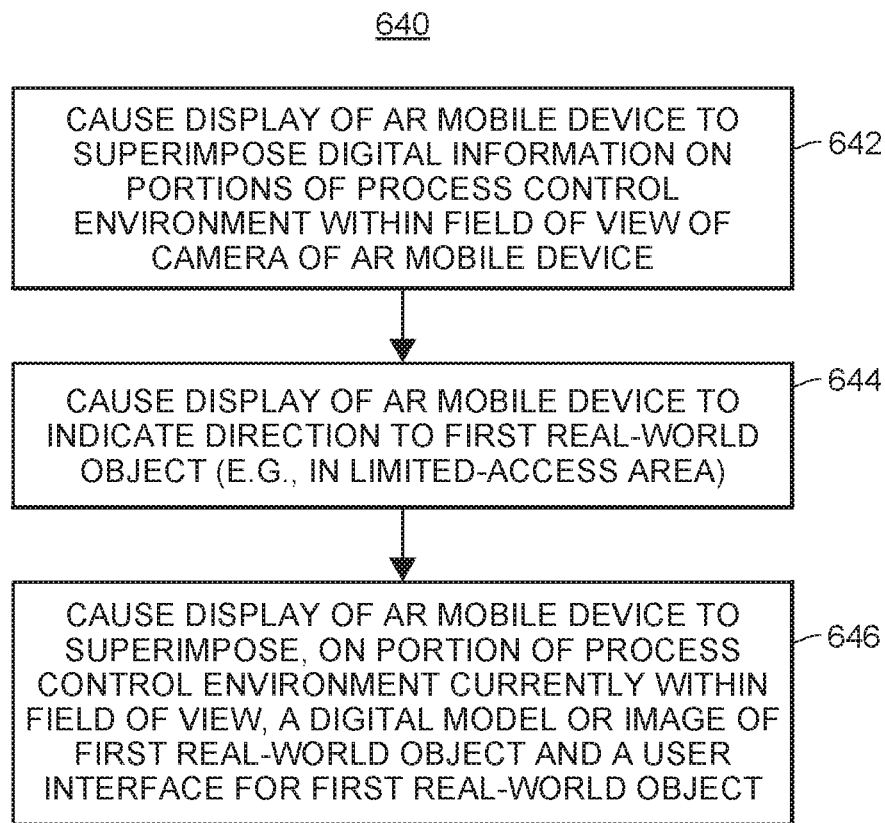 640
CAUSE DISPLAY OF AR MOBILE DEVICE TO
SUPERIMPOSE DIGITAL INFORMATION ON
PORTIONS OF PROCESS CONTROL
ENVIRONMENT WITHIN FIELD OF VIEW OF
CAMERA OF AR MOBILE DEVICE
642
CAUSE DISPLAY OF AR MOBILE DEVICE TO
INDICATE DIRECTION TO FIRST REAL-WORLD
OBJECT (E.G., IN LIMITED-ACCESS AREA)
644
CAUSE DISPLAY OF AR MOBILE DEVICE TO
SUPERIMPOSE, ON PORTION OF PROCESS
CONTROL ENVIRONMENT CURRENTLY WITHIN
FIELD OF VIEW, A DIGITAL MODEL OR IMAGE OF
FIRST REAL-WORLD OBJECT AND A USER
INTERFACE FOR FIRST REAL-WORLD OBJECT
646